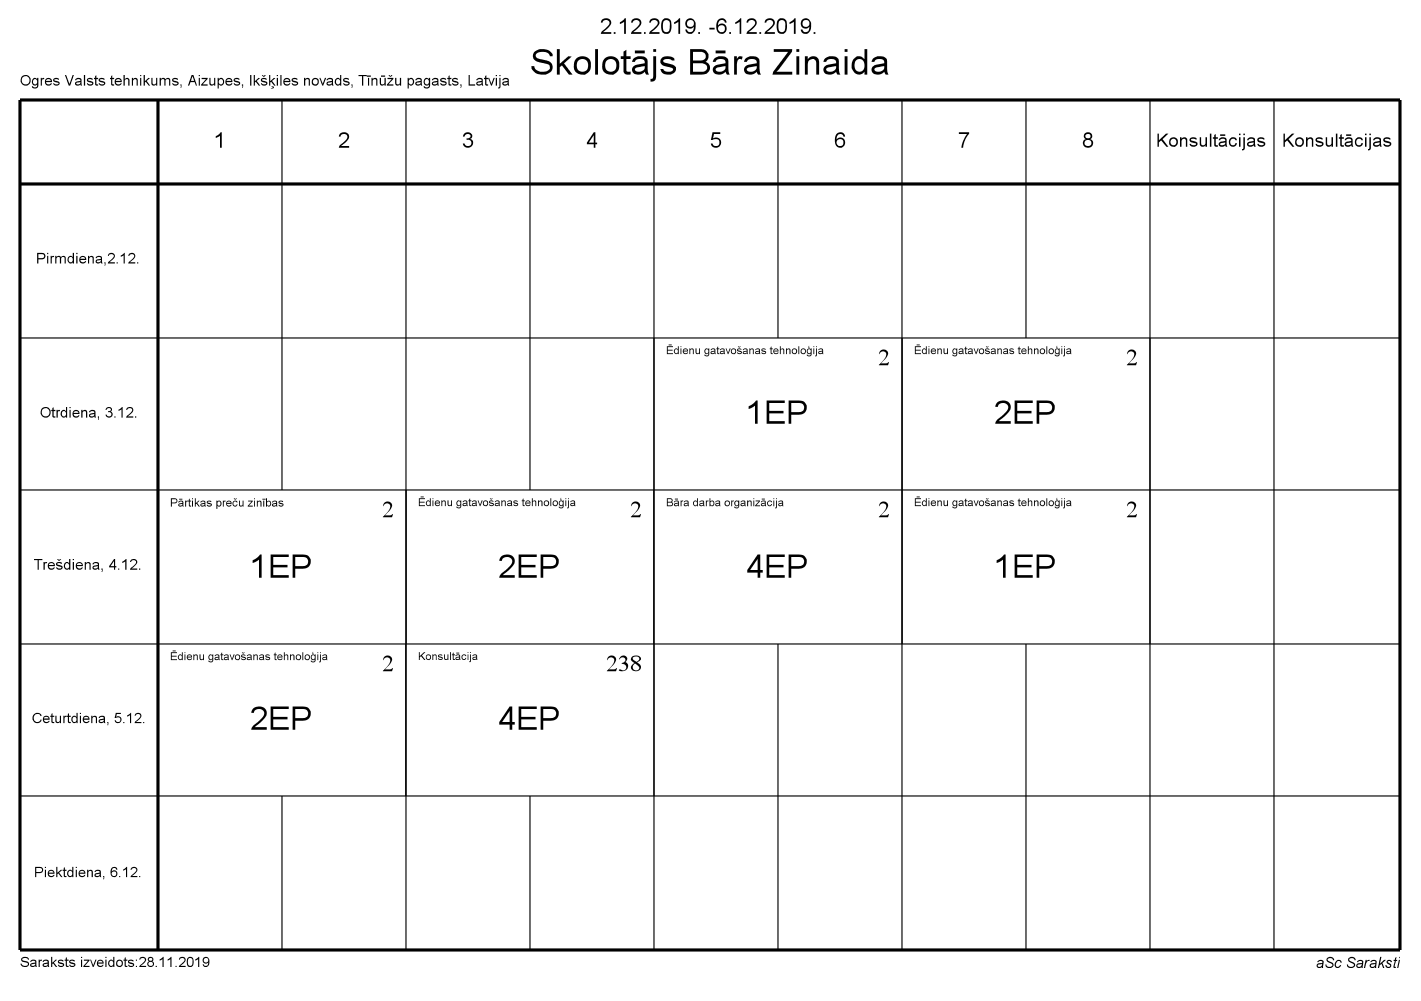 2.12.2019. -6.12.2019.
Skolotājs Bāra Zinaida
Ogres Valsts tehnikums, Aizupes, Ikšķiles novads, Tīnūžu pagasts, Latvija
1 2 3 4 5 6 7 8 Konsultācijas Konsultācijas
Pirmdiena,2.12.
Ēdienu gatavošanas tehnoloģija 2 Ēdienu gatavošanas tehnoloģija 2
Otrdiena, 3.12. 1EP 2EP
Pārtikas preču zinības 2 Ēdienu gatavošanas tehnoloģija 2 Bāra darba organizācija 2 Ēdienu gatavošanas tehnoloģija 2
Trešdiena, 4.12. 1EP 2EP 4EP 1EP
Ēdienu gatavošanas tehnoloģija 2 Konsultācija 238
Ceturtdiena, 5.12. 2EP 4EP
Piektdiena, 6.12.
Saraksts izveidots:28.11.2019 aSc Saraksti